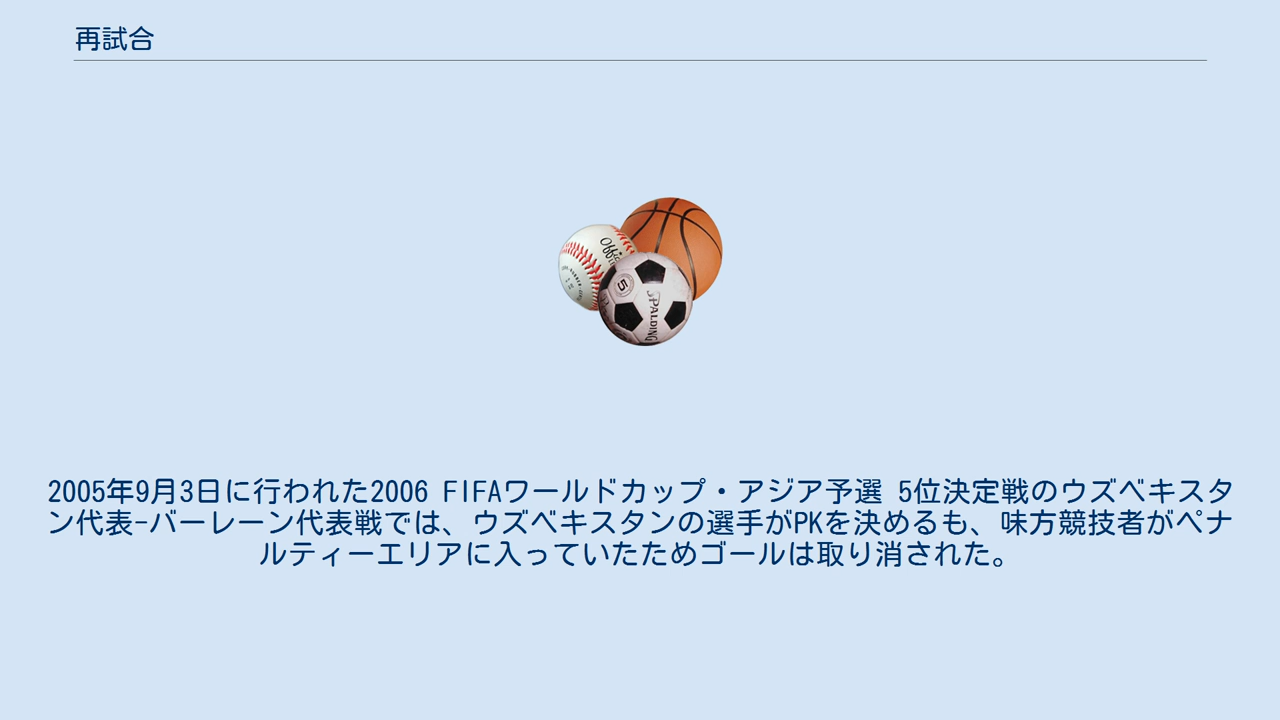 再試合
Offi
5
SPALDING
2005年9月3日に行われた2006 FIFAワールドカップ・アジア予選 5位決定戦のウズベキスタ
ン代表-バーレーン代表戦では、ウズベキスタンの選手がPKを決めるも、味方競技者がペナ
ルティーエリアに入っていたためゴールは取り消された。